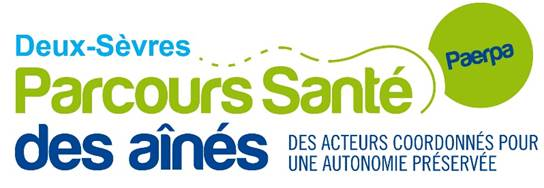 Deux-Sèvres
Paerpa
Parcours Santé
des aînés
DES ACTEURS COORDONNÉS POUR
UNE AUTONOMIE PRÉSERVÉE